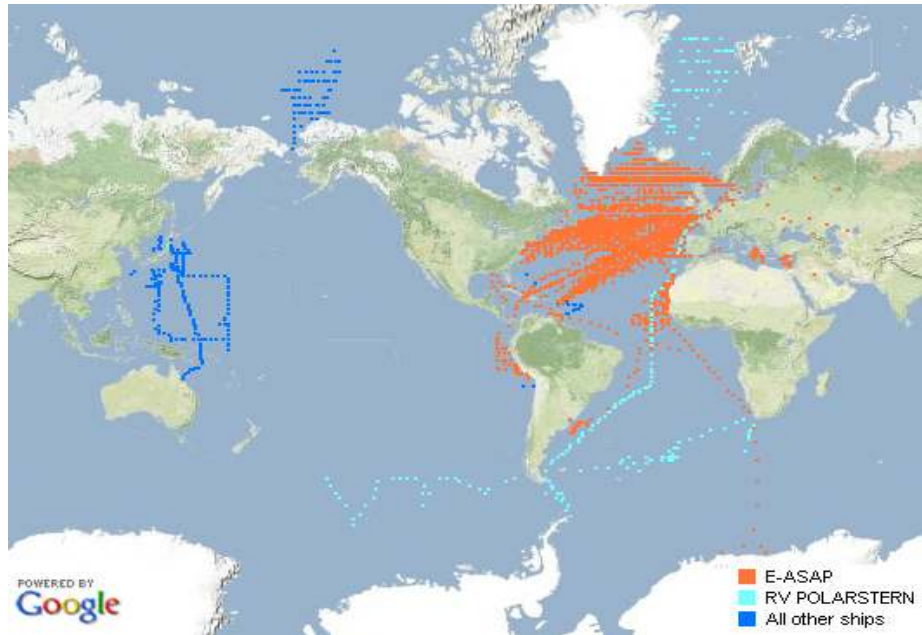 POWERED BY
Google
E-ASAP
RV POLARSTERN
All other ships